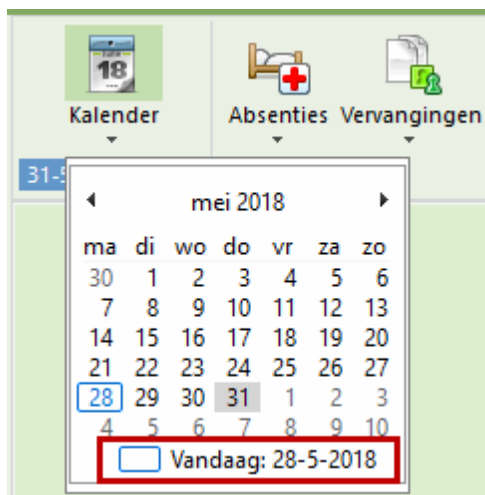 18
Kalender
Absenties
Vervangingen
31-5
mei 2018
ma di wo do vr za zo
30 1 2 3 4 5 6
7 8 9 10 11 12 13
14 15 16 17 18 19 20
21 22 23 24 25 26 27
28 29 30 31 1 2 3
4 5 6 7 8 9 10
Vandaag: 28-5-2018